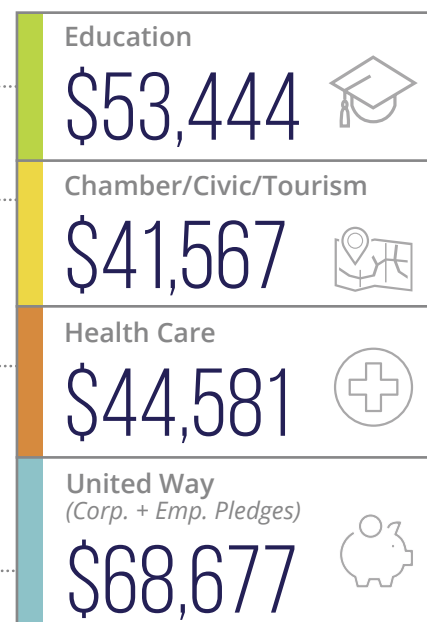 Education
$53,444
Chamber/Civic/Tourism
$41,567
Health Care
$44,581
United Way
(Corp. + Emp. Pledges)
$68,677